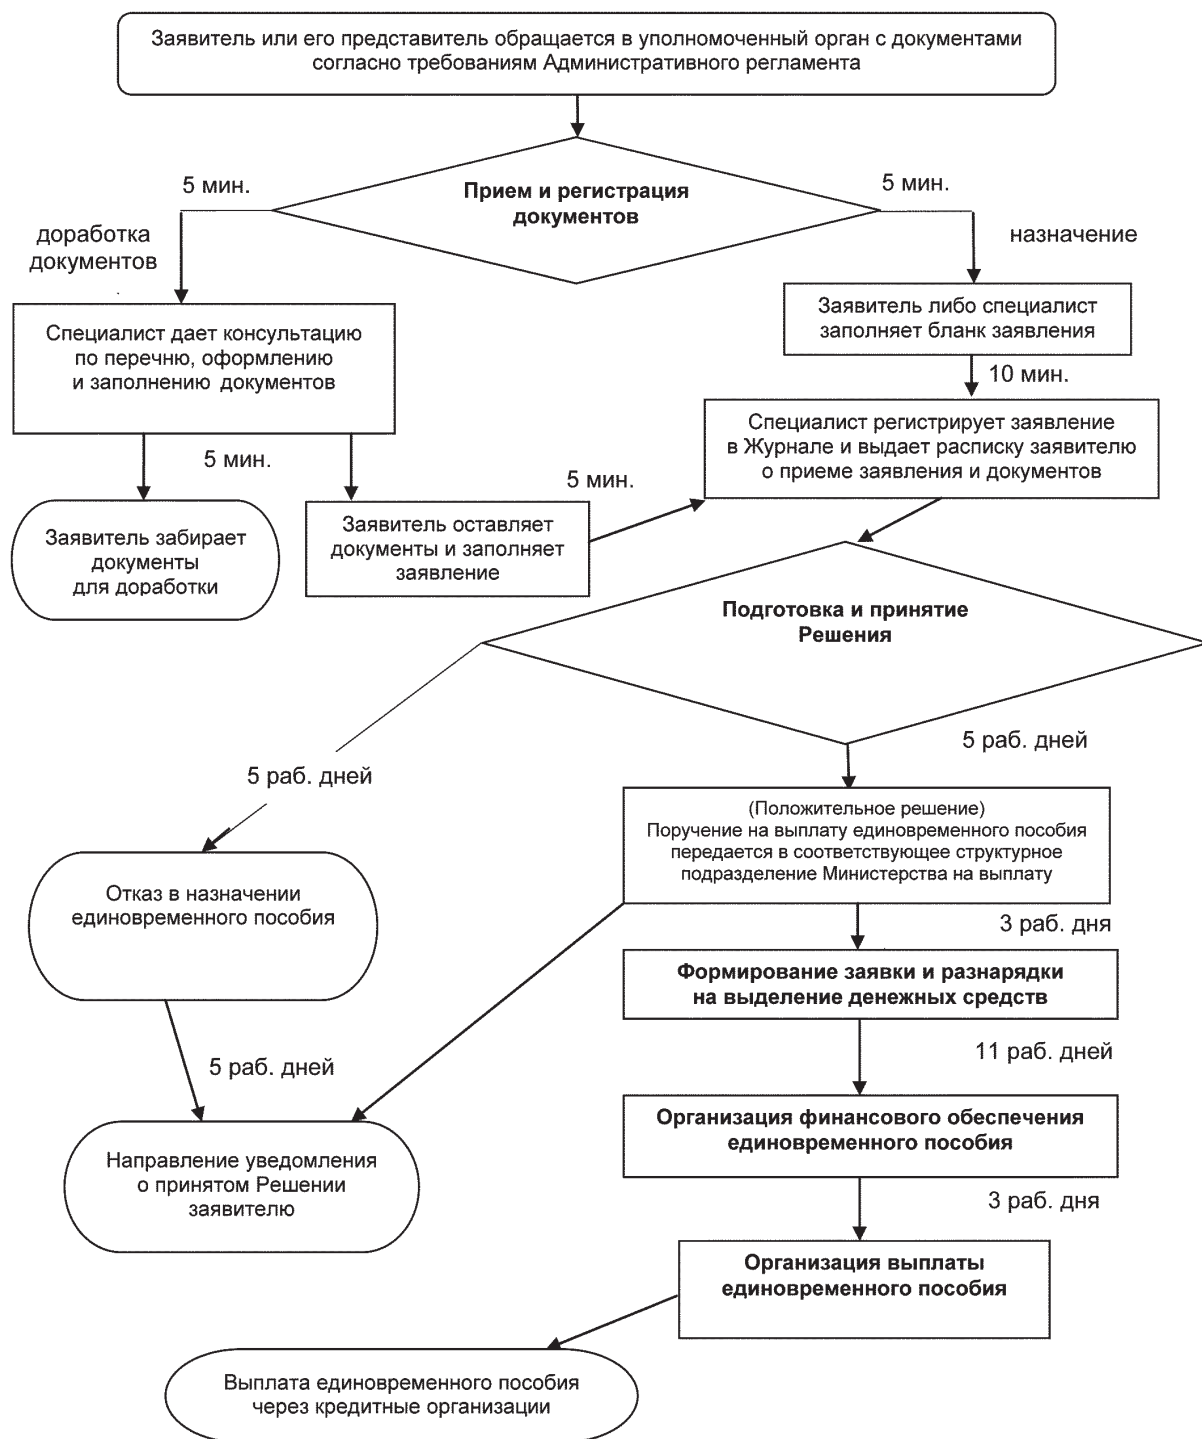 Заявитель или его представитель обращается в уполномоченный орган с документами
согласно требованиям Административного регламента
5 мин.
Прием и регистрация
документов
5 мин.
доработка
документов
назначение
Специалист дает консультацию
по перечню, оформлению
и заполнению документов
Заявитель либо специалист
заполняет бланк заявления
10 мин.
Специалист регистрирует заявление
в Журнале и выдает расписку заявителю
о приеме заявления и документов
5 мин.
5 мин.
Заявитель забирает
документы
для доработки
Заявитель оставляет
документы и заполняет
заявление
Подготовка и принятие
Решения
5 раб. дней
5 раб. дней
(Положительное решение)
Поручение на выплату единовременного пособия
передается в соответствующее структурное
подразделение Министерства на выплату
Отказ в назначении
единовременного пособия
3 раб. дня
Формирование заявки и разнарядки
на выделение денежных средств
5 раб. дней
11 раб. дней
Организация финансового обеспечения
единовременного пособия
Направление уведомления
о принятом Решении
заявителю
3 раб. дня
Организация выплаты
единовременного пособия
Выплата единовременного пособия
через кредитные организации